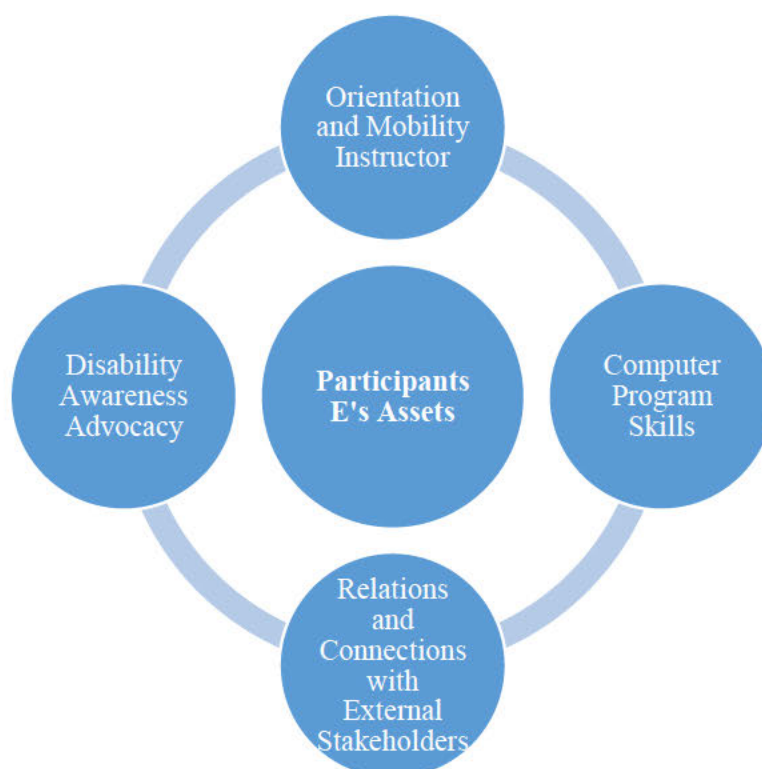 Orientation
and Mobility
Instructor
Disability
Awareness
Advocacy
Participants
E's Assets
Computer
Program
Skills
Relations
and
Connections
with
External
Stakeholders